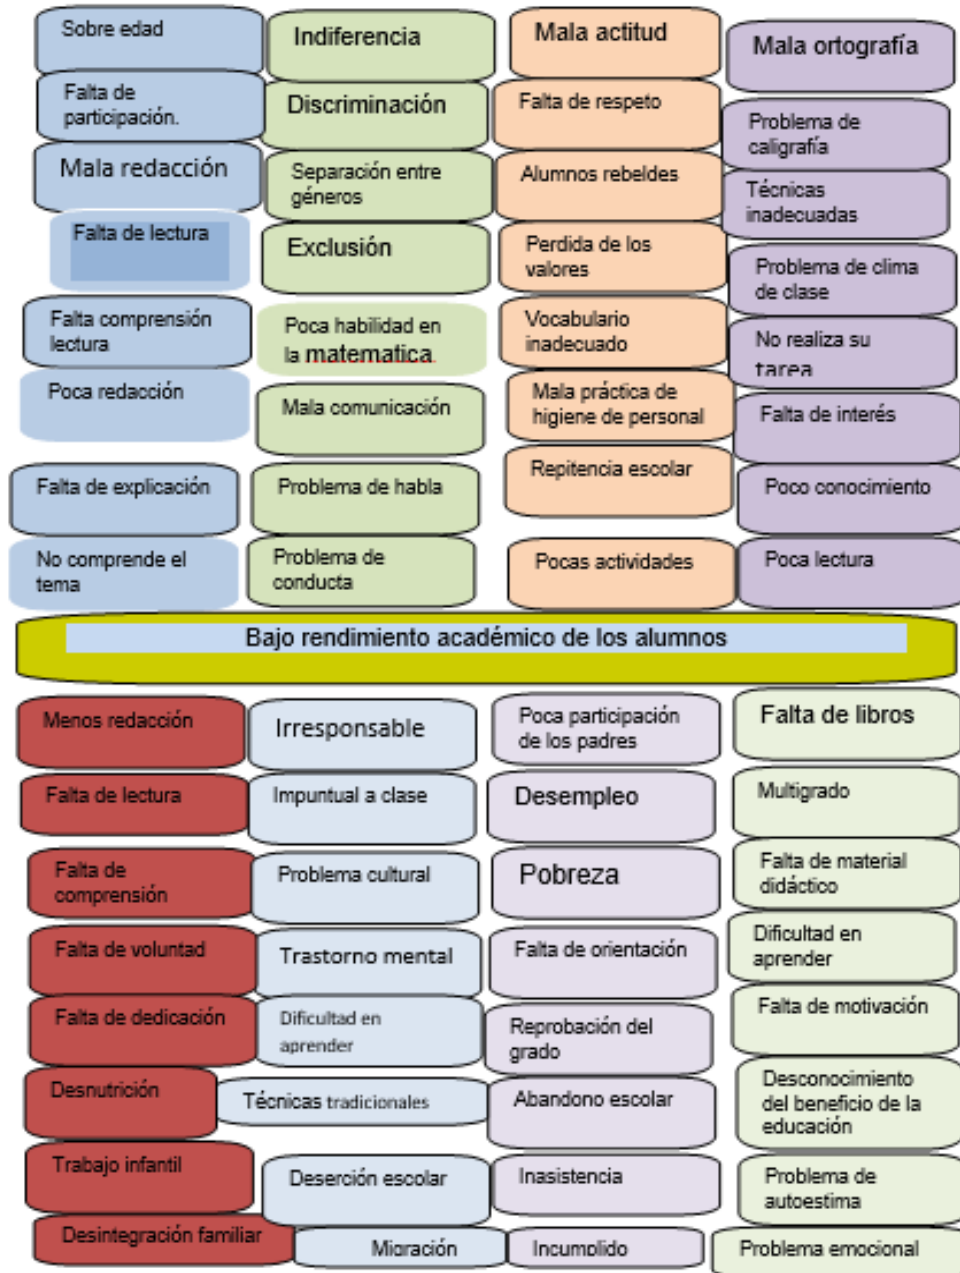 Sobre edad
Falta de
participación.
Mala redacción
Falta de lectura
Falta comprensión
lectura
Poca redacción
Falta de explicación
No comprende el
tema
Indiferencia
Discriminación
Separación entre
géneros
Exclusión
Poca habilidad en
la matematica
Mala comunicación
Problema de habla
Problema de
conducta
Mala actitud
Falta de respeto
Alumnos rebeldes
Perdida de los
valores
Vocabulario
inadecuado
Mala práctica de
higiene de personal
Repitencia escolar
Pocas actividades
Mala ortografía
Problema de
caligrafía
Técnicas
inadecuadas
Problema de clima
de clase
No realiza su
tarea
Falta de interés
Poco conocimiento
Poca lectura
Bajo rendimiento académico de los alumnos
Menos redacción
Falta de lectura
Falta de
comprensión
Falta de voluntad
Falta de dedicación
Desnutrición
Trabajo infantil
Desintegración familiar
Irresponsable
Impuntual a clase
Problema cultural
Trastorno mental
Dificultad en
aprender
Técnicas tradicionales
Deserción escolar
Migración
Poca participación
de los padres
Desempleo
Pobreza
Falta de orientación
Reprobación del
grado
Abandono escolar
Inasistencia
Incumplido
Falta de libros
Multigrado
Falta de material
didáctico
Dificultad en
aprender
Falta de motivación
Desconocimiento
del beneficio de la
educación
Problema de
autoestima
Problema emocional